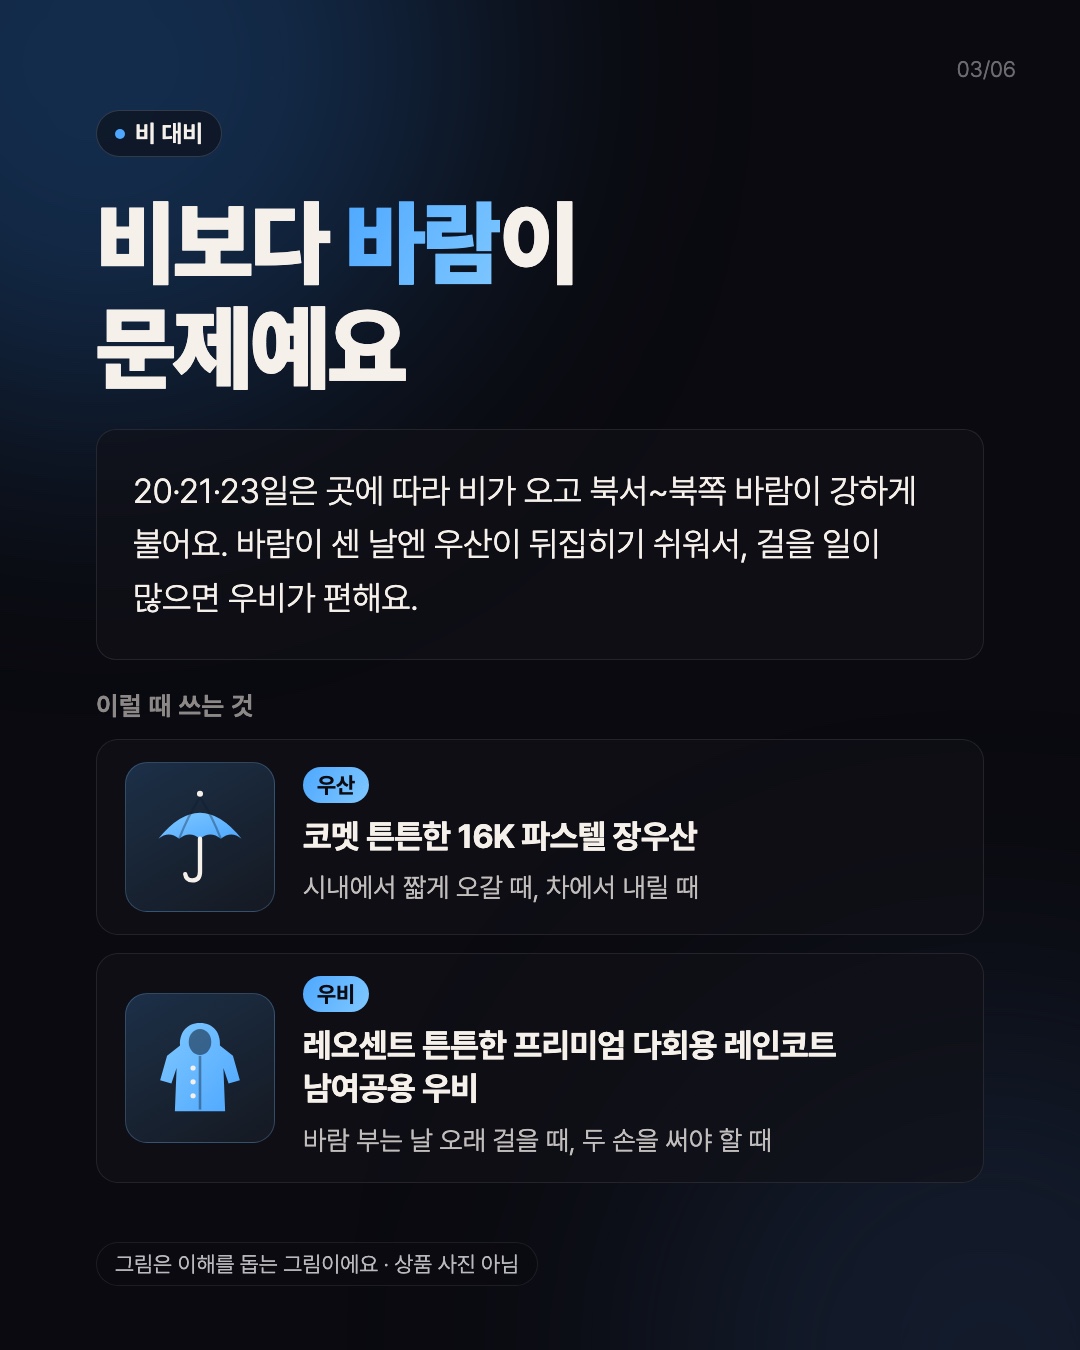 03/06
비 대비
비보다 바람이
문제예요
20·21·23일은 곳에 따라 비가 오고 북서~북쪽 바람이 강하게
불어요. 바람이 센 날엔 우산이 뒤집히기 쉬워서, 걸을 일이
많으면 우비가 편해요.
이럴 때 쓰는 것
우산
코멧 튼튼한 16K 파스텔 장우산
시내에서 짧게 오갈 때, 차에서 내릴 때
우비
레오센트 튼튼한 프리미엄 다회용 레인코트
남여공용 우비
바람 부는 날 오래 걸을 때, 두 손을 써야 할 때
그림은 이해를 돕는 그림이에요 · 상품 사진 아님